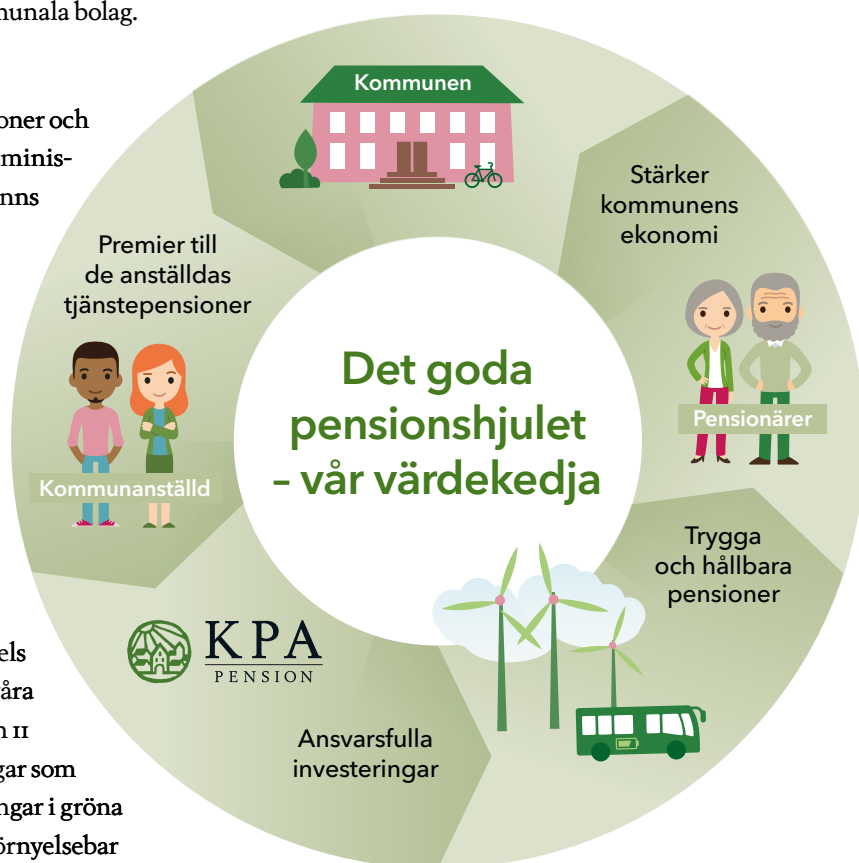 munala bolag.
oner och
minis-
nns
els
åra
n 11
gar som
ngar i gröna
örnyelsebar
Kommunen
Stärker
kommunens
ekonomi
Pensionärer
Trygga
och hållbara
pensioner
Ansvarsfulla
investeringar
KPA
PENSION
Premier till
de anställdas
tjänstepensioner
Kommunanställd
Det goda
pensionshjulet
– vår värdekedja